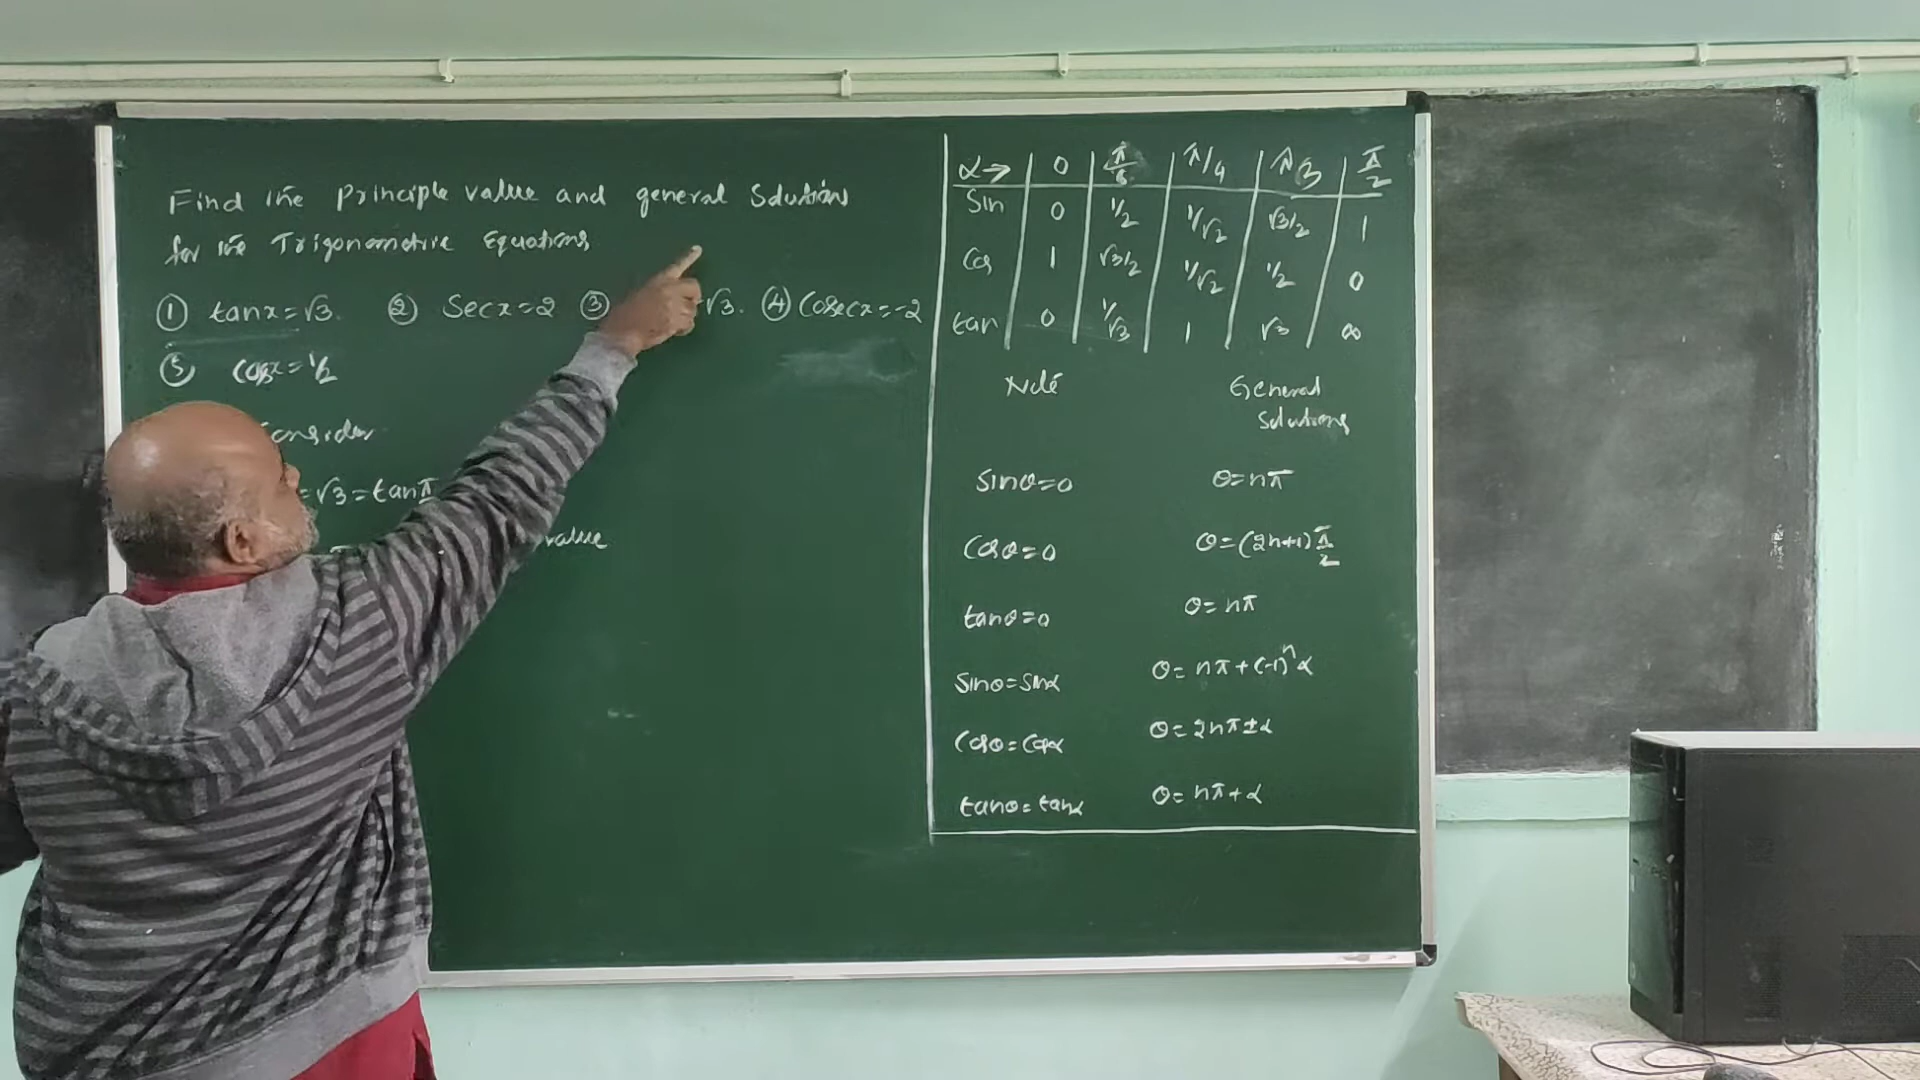 Find the Principle value and general Solutions
for the Trigonometric Equations
① tanx=√3. ② Secx=2 ③ √3. ④ Cosecx=-2
⑤ Cosx=1/2
Consider
=√3=tanπ
value
α→ 0 π/6 π/4 π/3 π/2
Sin 0 1/2 1/√2 √3/2 1
Cos 1 √3/2 1/√2 1/2 0
tan 0 1/√3 1 √3 ∞
Note General
Solutions
Sinθ=0 θ=nπ
Cosθ=0 θ=(2n+1)π/2
tanθ=0 θ=nπ
Sinθ=Sinα θ=nπ+(-1)ⁿα
Cosθ=Cosα θ=2nπ±α
tanθ=tanα θ=nπ+α